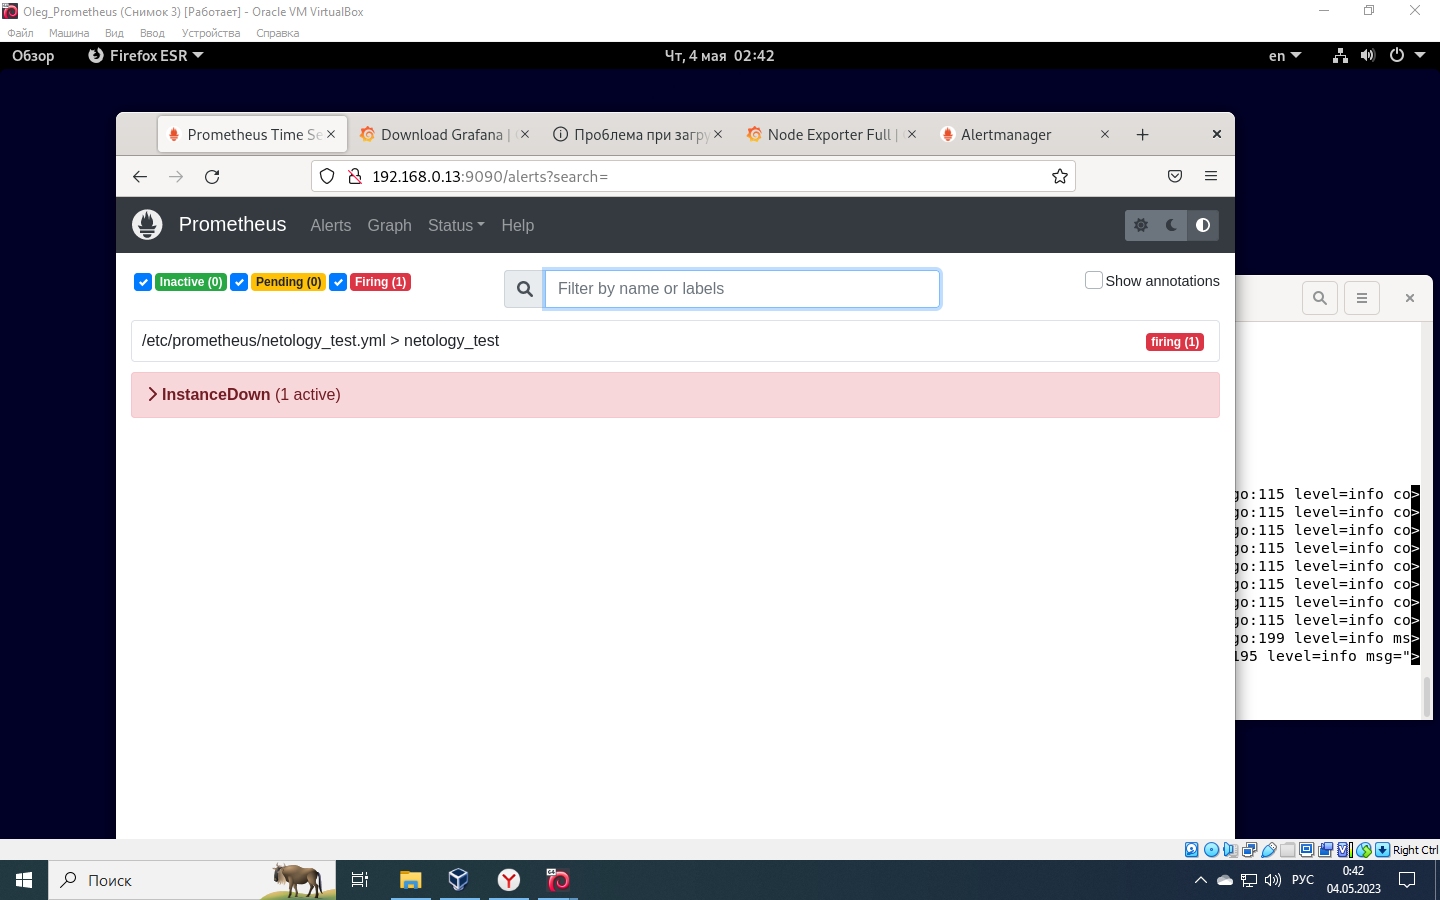 Oleg_Prometheus (Снимок 3) [Работает] - Oracle VM VirtualBox
Файл Машина Вид Ввод Устройства Справка
Обзор Firefox ESR Чт, 4 мая 02:42 en
Prometheus Time Se Download Grafana | Проблема при загру Node Exporter Full | Alertmanager
192.168.0.13:9090/alerts?search=
Prometheus Alerts Graph Status Help
Inactive (0) Pending (0) Firing (1) Filter by name or labels Show annotations
/etc/prometheus/netology_test.yml > netology_test firing (1)
InstanceDown (1 active)
go:115 level=info co>
go:115 level=info co>
go:115 level=info co>
go:115 level=info co>
go:115 level=info co>
go:115 level=info co>
go:115 level=info co>
go:115 level=info co>
go:199 level=info ms>
195 level=info msg=">
Right Ctrl
Поиск РУС 0:42
04.05.2023